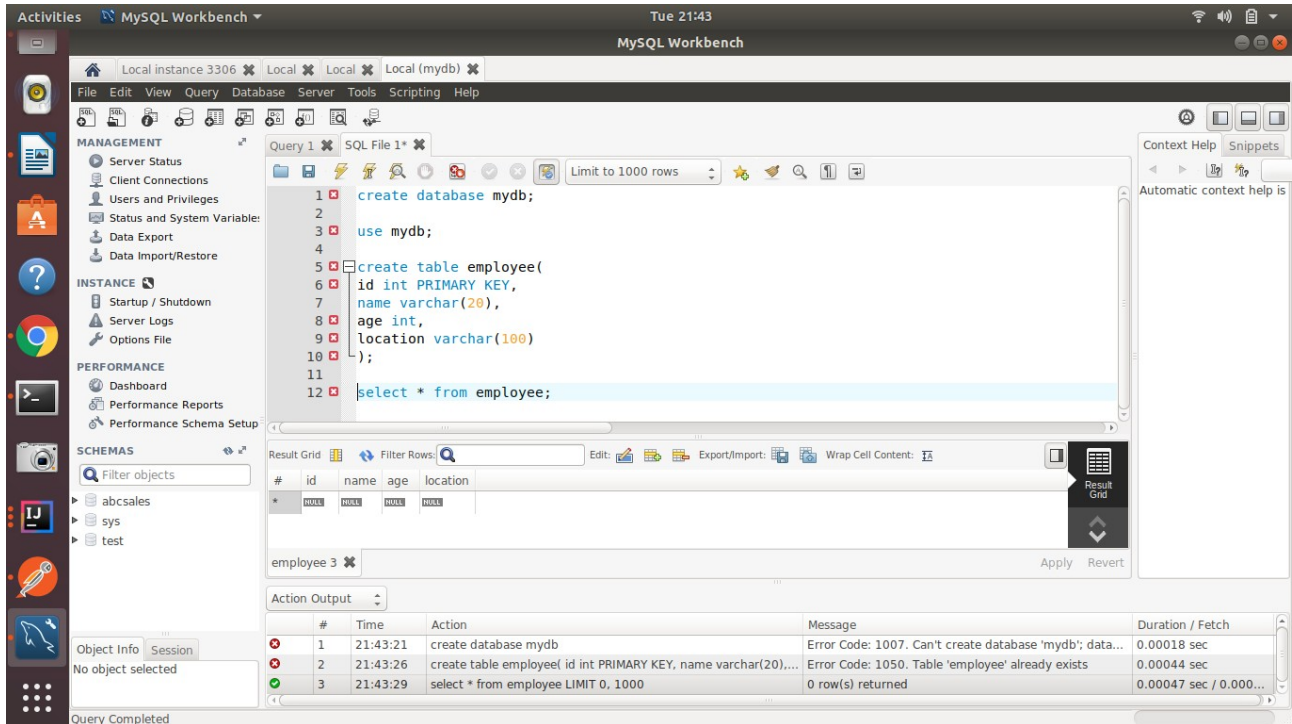 Activities MySQL Workbench Tue 21:43
MySQL Workbench
Local instance 3306 Local Local Local (mydb)
File Edit View Query Database Server Tools Scripting Help
MANAGEMENT
Server Status
Client Connections
Users and Privileges
Status and System Variable:
Data Export
Data Import/Restore
INSTANCE
Startup / Shutdown
Server Logs
Options File
PERFORMANCE
Dashboard
Performance Reports
Performance Schema Setup
SCHEMAS
Filter objects
abcsales
sys
test
Object Info Session
No object selected
Query 1 SQL File 1*
Limit to 1000 rows
1 create database mydb;
2
3 use mydb;
4
5 create table employee(
6 id int PRIMARY KEY,
7 name varchar(20),
8 age int,
9 location varchar(100)
10 );
11
12 select * from employee;
Result Grid Filter Rows: Edit: Export/Import: Wrap Cell Content:
# id name age location
* NULL NULL NULL NULL
Result
Grid
employee 3 Apply Revert
Context Help Snippets
Automatic context help is
Action Output
# Time Action Message Duration / Fetch
1 21:43:21 create database mydb Error Code: 1007. Can't create database 'mydb'; data... 0.00018 sec
2 21:43:26 create table employee( id int PRIMARY KEY, name varchar(20),... Error Code: 1050. Table 'employee' already exists 0.00044 sec
3 21:43:29 select * from employee LIMIT 0, 1000 0 row(s) returned 0.00047 sec / 0.000...
Query Completed